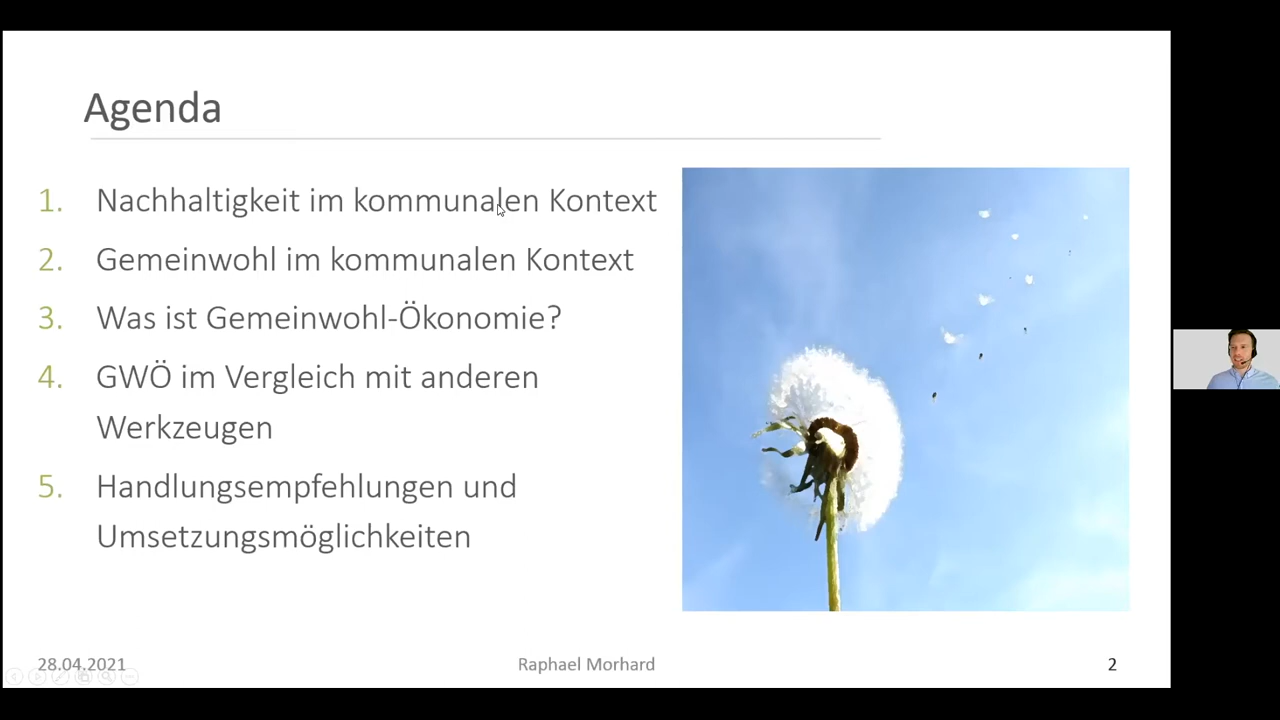 Agenda
1. Nachhaltigkeit im kommunalen Kontext
2. Gemeinwohl im kommunalen Kontext
3. Was ist Gemeinwohl-Ökonomie?
4. GWÖ im Vergleich mit anderen
Werkzeugen
5. Handlungsempfehlungen und
Umsetzungsmöglichkeiten
28.04.2021
Raphael Morhard
2